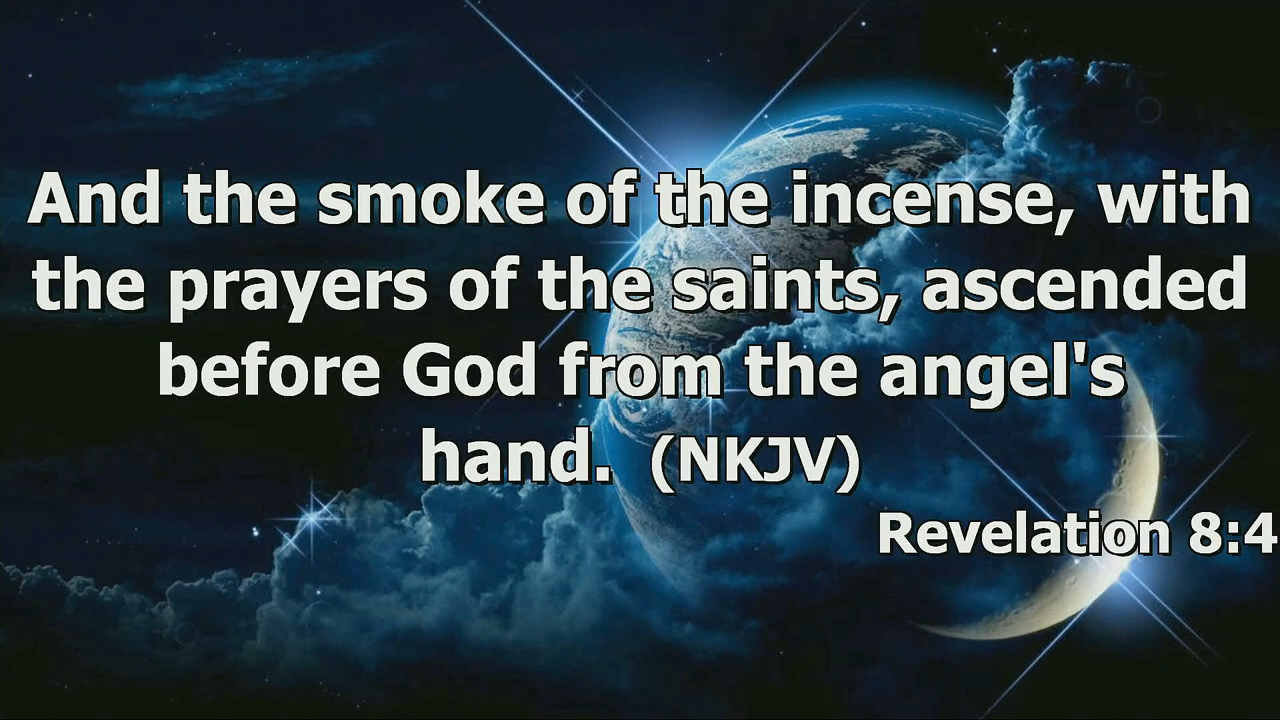 And the smoke of the incense, with
the prayers of the saints, ascended
before God from the angel's
hand.  (NKJV)
Revelation 8:4